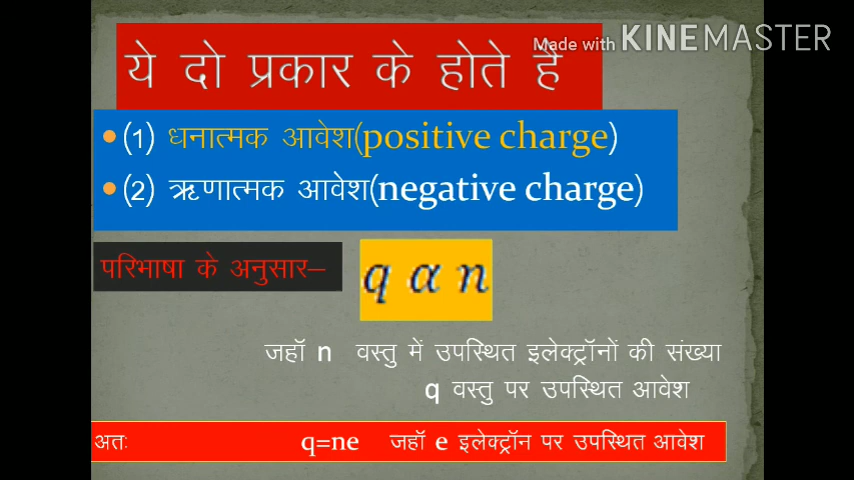 Made with KINEMASTER
ये दो प्रकार के होते है
(1) धनात्मक आवेश(positive charge)
(2) ऋणात्मक आवेश(negative charge)
परिभाषा के अनुसार–
q α n
जहॉ n वस्तु में उपस्थित इलेक्ट्रॉनों की संख्या
q वस्तु पर उपस्थित आवेश
अतः q=ne जहॉ e इलेक्ट्रॉन पर उपस्थित आवेश